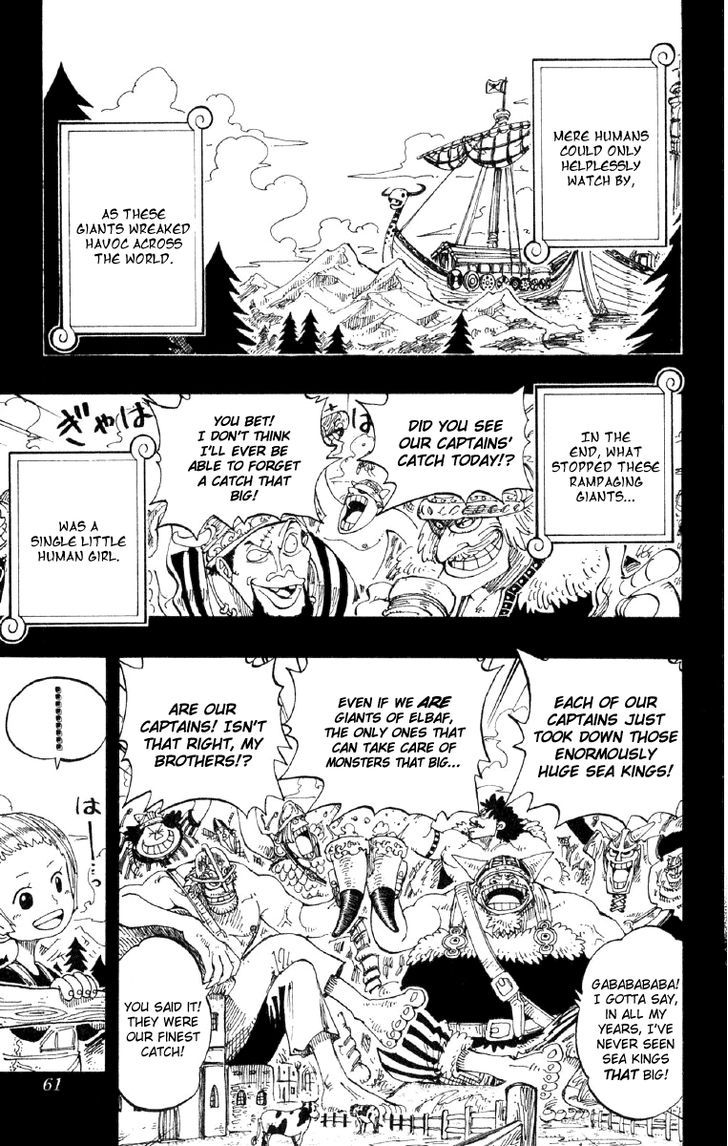 MERE HUMANS
COULD ONLY
HELPLESSLY
WATCH BY,
AS THESE
GIANTS WREAKED
HAVOC ACROSS
THE WORLD.
IN THE
END, WHAT
STOPPED THESE
RAMPAGING
GIANTS...
DID YOU SEE
OUR CAPTAINS'
CATCH TODAY!?
は
YOU BET!
I DON'T THINK
I'LL EVER BE
ABLE TO FORGET
A CATCH THAT
BIG!
ぎゃは
WAS A
SINGLE LITTLE
HUMAN GIRL.
EACH OF OUR
CAPTAINS JUST
TOOK DOWN THOSE
ENORMOUSLY
HUGE SEA KINGS!
EVEN IF WE ARE
GIANTS OF ELBAF,
THE ONLY ONES THAT
CAN TAKE CARE OF
MONSTERS THAT BIG...
ARE OUR
CAPTAINS! ISN'T
THAT RIGHT, MY
BROTHERS!?
GABABABABA!
I GOTTA SAY,
IN ALL MY
YEARS, I'VE
NEVER SEEN
SEA KINGS
THAT BIG!
YOU SAID IT!
THEY WERE
OUR FINEST
CATCH!
は
61